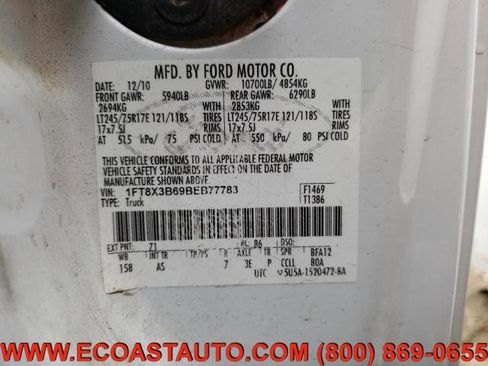 MFD. BY FORD MOTOR CO.
DATE: 12/10 GVWR: 10700LB/ 4854KG
FRONT GAWR: 5940LB REAR GAWR: 6290LB
2694KG WITH 2853KG WITH
LT245/75R17E 121/118S TIRES LT245/75R17E 121/118S TIRES
17x7.5J RIMS 17x7.5J RIMS
AT 515 kPa/ 75 PSI COLD AT 550 kPa/ 80 PSI COLD
THIS VEHICLE CONFORMS TO ALL APPLICABLE FEDERAL MOTOR
VEHICLE SAFETY STANDARDS IN EFFECT ON THE DATE OF
MANUFACTURE SHOWN ABOVE.
VIN: 1FT8X3B69BEB77783 F1469
TYPE: Truck T1386
EXT PNT: Z1 RC: 86 DSO:
WB INT TR TP/PS R AXLE TR SPR BFA12
158 AS 7 3E P CCLL BOA
UTC 5U5A-1520472-BA
WWW.ECOASTAUTO.COM (800) 869-0655